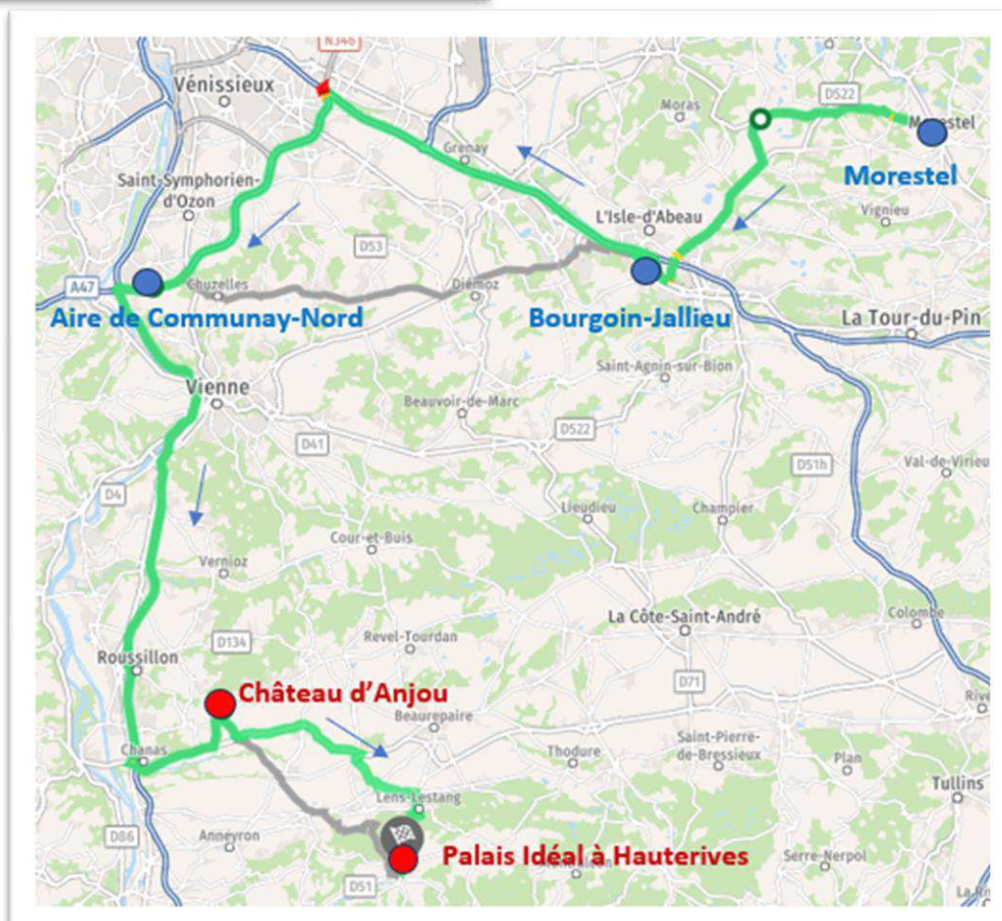 N346
Vénissieux
Moras
D522
Morestel
Grenay
Morestel
Saint-Symphorien-
d'Ozon
L'Isle-d'Abeau
Vignieu
D53
A47
Chuzelles
Diémoz
Aire de Communay-Nord
Bourgoin-Jallieu
La Tour-du-Pin
Saint-Agnin-sur-Bion
Vienne
Beauvoir-de-Marc
D522
D41
D51h
Val-de-Virieu
D4
Lieudieu
Champier
Cour-et-Buis
Vernioz
Colombe
La Côte-Saint-André
D134
Revel-Tourdan
Roussillon
D71
Château d'Anjou
Rive
Beaurepaire
Saint-Pierre-
de-Bressieux
Chanas
Thodure
Plan
Tullins
Lens-Lestang
D86
Anneyron
Palais Idéal à Hauterives
Serre-Nerpol
D51
La Ri